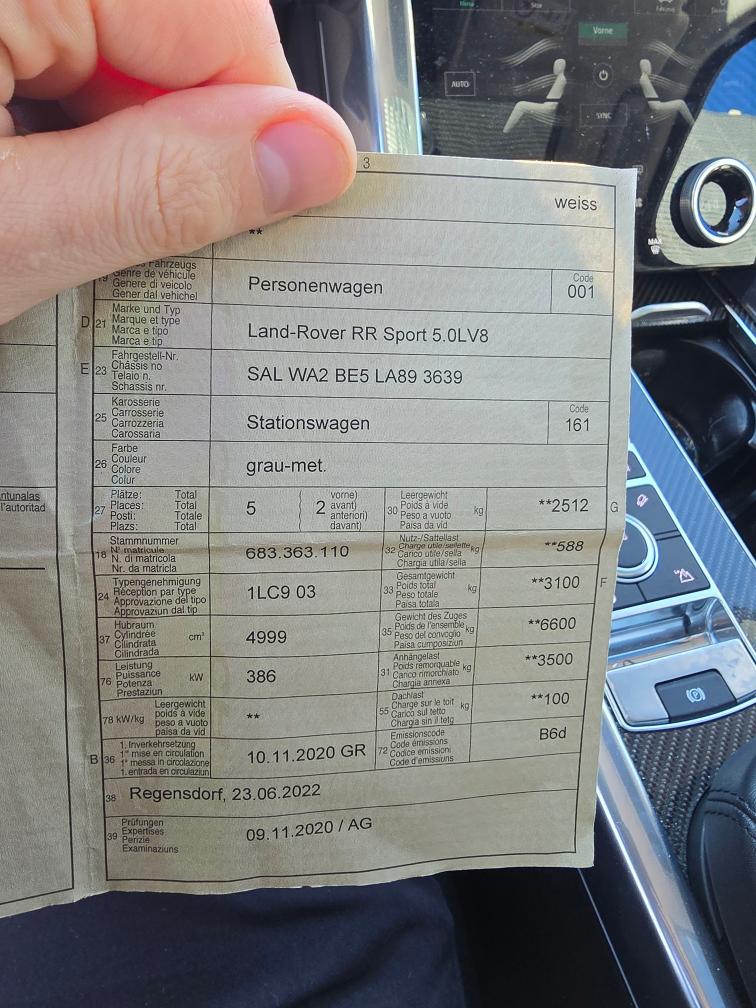 Vorne
AUTO
SYNC
MAX
3
weiss
**
Fahrzeugs
19 Genre de véhicule
Genere di veicolo
Gener dal vehichel
Personenwagen
Code
001
D 21 Marke und Typ
Marque et type
Marca e tipo
Marca e tip
Land-Rover RR Sport 5.0LV8
E 23 Fahrgestell-Nr.
Châssis no
Telaio n.
Schassis nr.
SAL WA2 BE5 LA89 3639
25 Karosserie
Carrosserie
Carrozzeria
Carossaria
Stationswagen
Code
161
26 Farbe
Couleur
Colore
Colur
grau-met.
27 Plätze: Total
Places: Total
Posti: Totale
Plazs: Total
5 ( 2 vorne)
avant)
anteriori)
davant)
30 Leergewicht
Poids à vide kg
Peso a vuoto
Paisa da vid
**2512 G
18 Stammnummer
N° matricule
N. di matricola
Nr. da matricla
683.363.110
32 Nutz-/Sattellast
Charge utile/sellette kg
Carico utile/sella
Chargia utila/sella
**588
24 Typengenehmigung
Réception par type
Approvazione del tipo
Approvaziun dal tip
1LC9 03
33 Gesamtgewicht
Poids total kg
Peso totale
Paisa totala
**3100 F
37 Hubraum
Cylindrée cm³
Cilindrata
Cilindrada
4999
35 Gewicht des Zuges
Poids de l'ensemble kg
Peso del convoglio
Paisa cumposiziun
**6600
76 Leistung
Puissance kW
Potenza
Prestaziun
386
31 Anhängelast
Poids remorquable kg
Carico rimorchiato
Chargia annexa
**3500
78 kW/kg Leergewicht
poids à vide
peso a vuoto
paisa da vid
**
55 Dachlast
Charge sur le toit kg
Carico sul tetto
Chargia sin il tetg
**100
B 36 1. Inverkehrsetzung
1re mise en circulation
1a messa in circolazione
1. entrada en circulaziun
10.11.2020 GR
72 Emissionscode
Code émissions
Codice emissioni
Code d'emissiuns
B6d
38 Regensdorf, 23.06.2022
39 Prüfungen
Expertises
Perizie
Examinaziuns
09.11.2020 / AG
ntunalas
l'autoritad